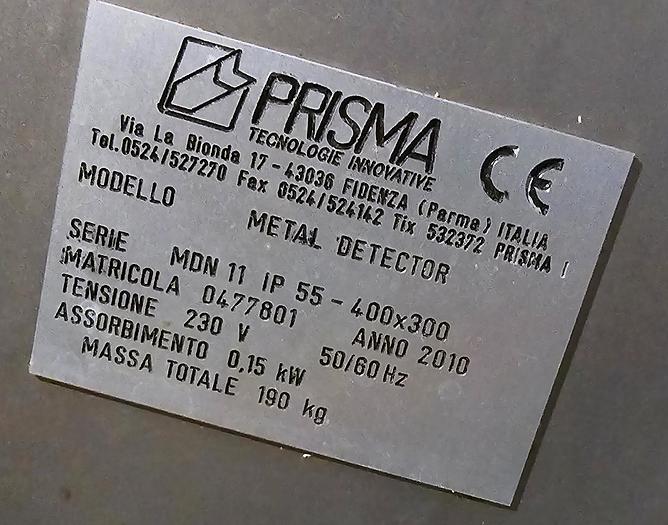 PRISMA
TECNOLOGIE INNOVATIVE
CE
Via La Bionda 17 - 43036 FIDENZA (Parma) ITALIA
Tel.0524/527270 Fax 0524/524142 Tlx 532372 PRISMA I
MODELLO METAL DETECTOR
SERIE MDN 11 IP 55 - 400x300
MATRICOLA 0477801 ANNO 2010
TENSIONE 230 V 50/60 Hz
ASSORBIMENTO 0,15 kW
MASSA TOTALE 190 kg